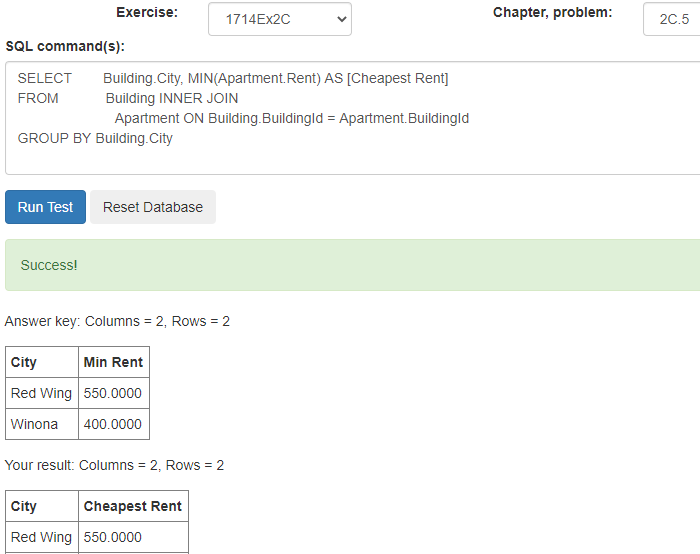 Exercise: 1714Ex2C Chapter, problem: 2C.5
SQL command(s):
SELECT Building.City, MIN(Apartment.Rent) AS [Cheapest Rent]
FROM Building INNER JOIN
Apartment ON Building.BuildingId = Apartment.BuildingId
GROUP BY Building.City
Run Test Reset Database
Success!
Answer key: Columns = 2, Rows = 2
City Min Rent
Red Wing 550.0000
Winona 400.0000
Your result: Columns = 2, Rows = 2
City Cheapest Rent
Red Wing 550.0000